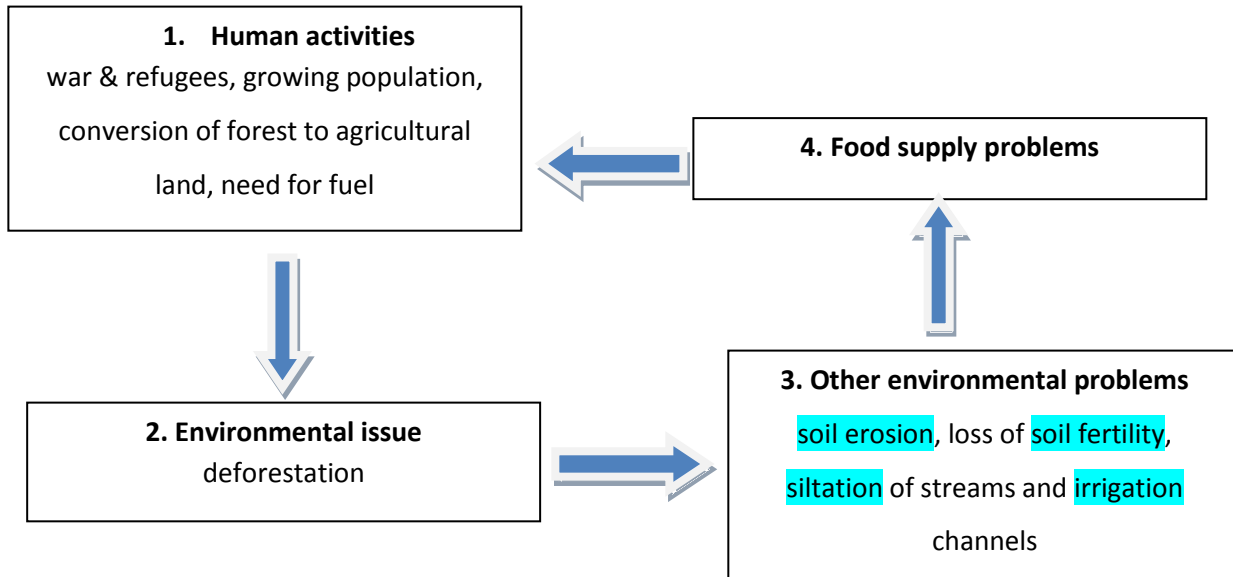 1. Human activities
war & refugees, growing population,
conversion of forest to agricultural
land, need for fuel
2. Environmental issue
deforestation
3. Other environmental problems
soil erosion, loss of soil fertility,
siltation of streams and irrigation
channels
4. Food supply problems